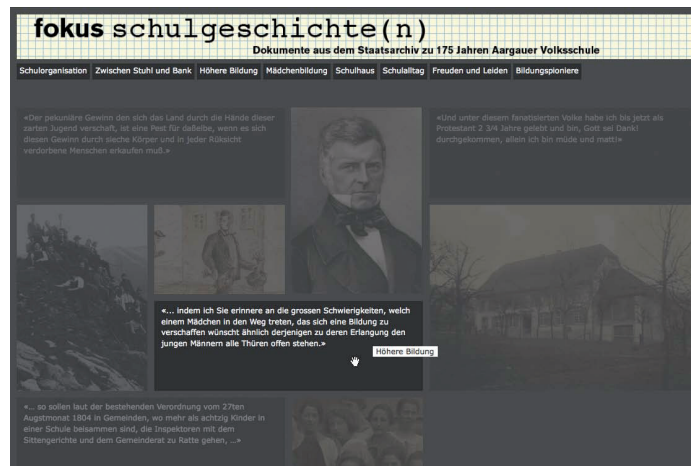 fokus schulgeschichte(n)
Dokumente aus dem Staatsarchiv zu 175 Jahren Aargauer Volksschule
Schulorganisation Zwischen Stuhl und Bank Höhere Bildung Mädchenbildung Schulhaus Schulalltag Freuden und Leiden Bildungspioniere
«Der pekuniäre Gewinn den sich das Land durch die Hände dieser
zarten Jugend verschaft, ist eine Pest für daßelbe, wenn es sich
diesen Gewinn durch sieche Körper und in jeder Rüksicht
verdorbene Menschen erkaufen muß.»
«Und unter diesem fanatisierten Volke habe ich bis jetzt als
Protestant 2 3/4 Jahre gelebt und bin, Gott sei Dank!
durchgekommen, allein ich bin müde und matt!»
«... indem ich Sie erinnere an die grossen Schwierigkeiten, welch
einem Mädchen in den Weg treten, das sich eine Bildung zu
verschaffen wünscht ähnlich derjenigen zu deren Erlangung den
jungen Männern alle Thüren offen stehen.»
Höhere Bildung
«... so sollen laut der bestehenden Verordnung vom 27ten
Augstmonat 1804 in Gemeinden, wo mehr als achtzig Kinder in
einer Schule beisammen sind, die Inspektoren mit dem
Sittengerichte und dem Gemeinderat zu Ratte gehen, ...»